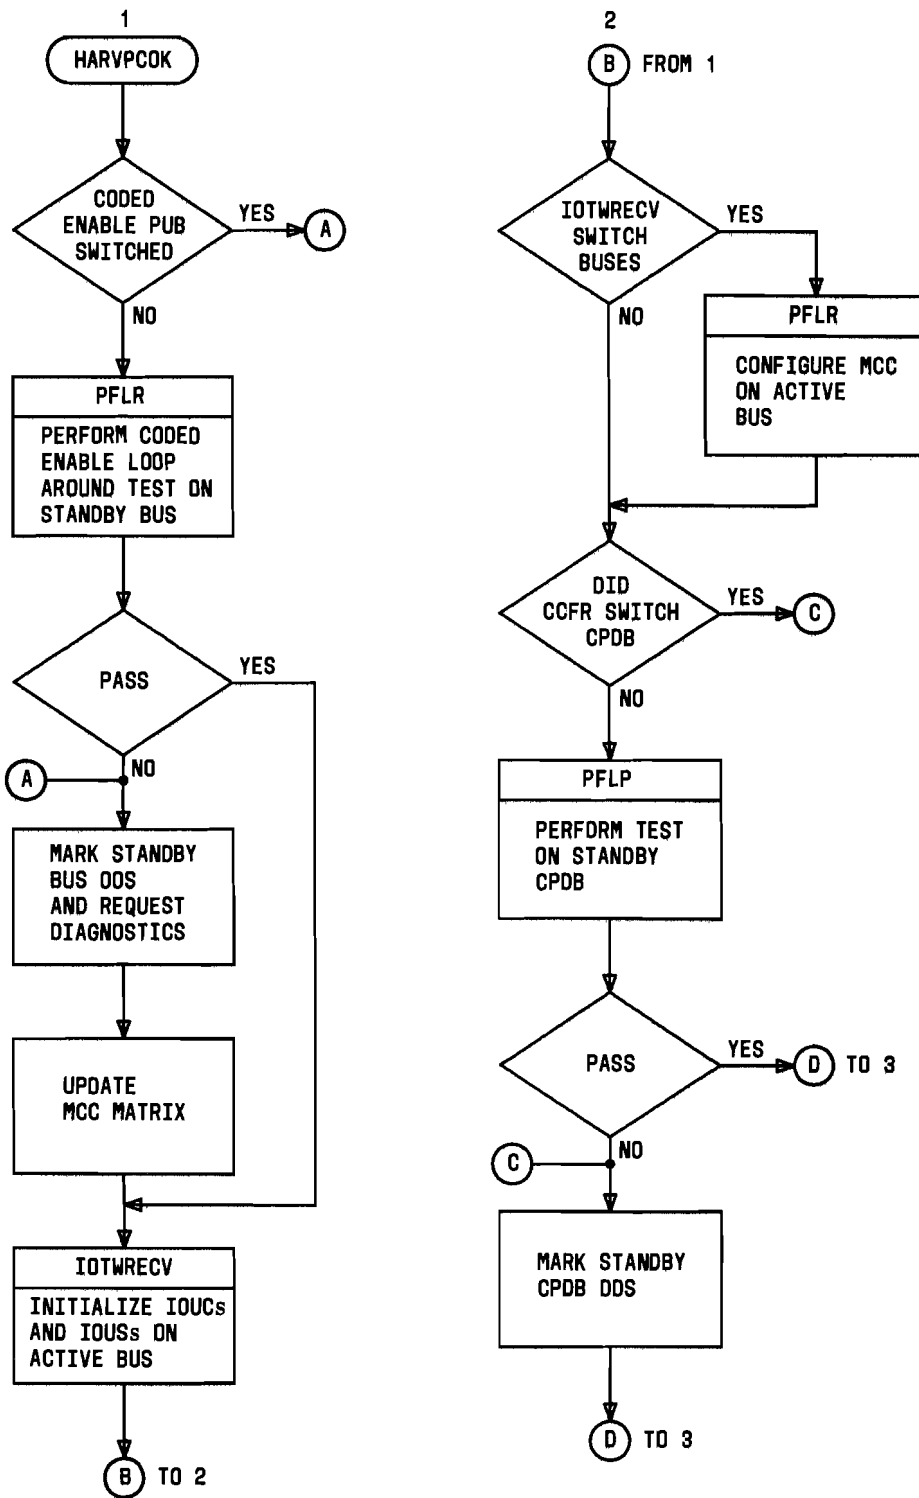 1
HARVPCOK
CODED
ENABLE PUB
SWITCHED
YES
A
NO
PFLR
PERFORM CODED
ENABLE LOOP
AROUND TEST ON
STANDBY BUS
PASS
YES
NO
A
MARK STANDBY
BUS OOS
AND REQUEST
DIAGNOSTICS
UPDATE
MCC MATRIX
IOTWRECV
INITIALIZE IOUCs
AND IOUSs ON
ACTIVE BUS
B TO 2
2
B FROM 1
IOTWRECV
SWITCH
BUSES
YES
NO
PFLR
CONFIGURE MCC
ON ACTIVE
BUS
DID
CCFR SWITCH
CPDB
YES
C
NO
PFLP
PERFORM TEST
ON STANDBY
CPDB
PASS
YES
D TO 3
NO
C
MARK STANDBY
CPDB OOS
D TO 3